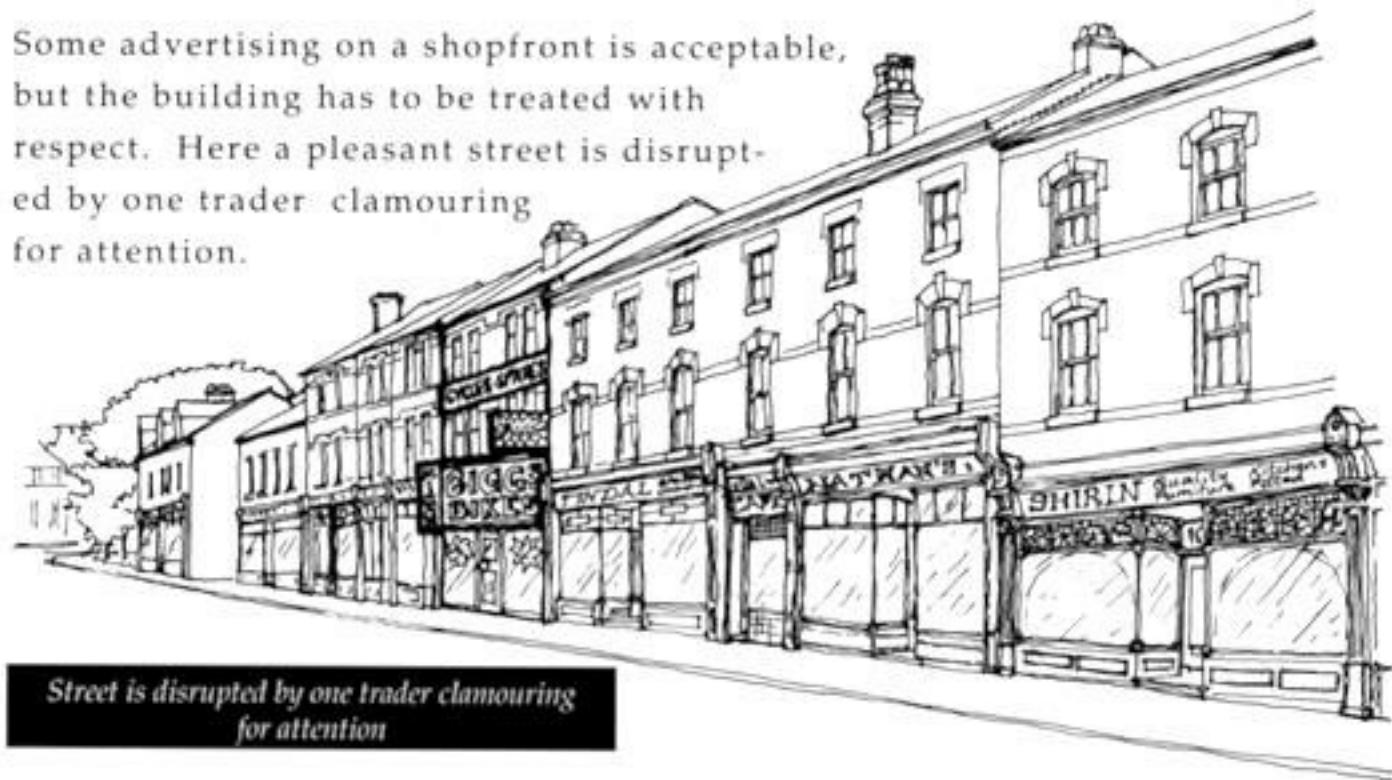 Some advertising on a shopfront is acceptable,
but the building has to be treated with
respect. Here a pleasant street is disrupt-
ed by one trader clamouring
for attention.
BIGGS
SHIRIN Quality
Street is disrupted by one trader clamouring
for attention